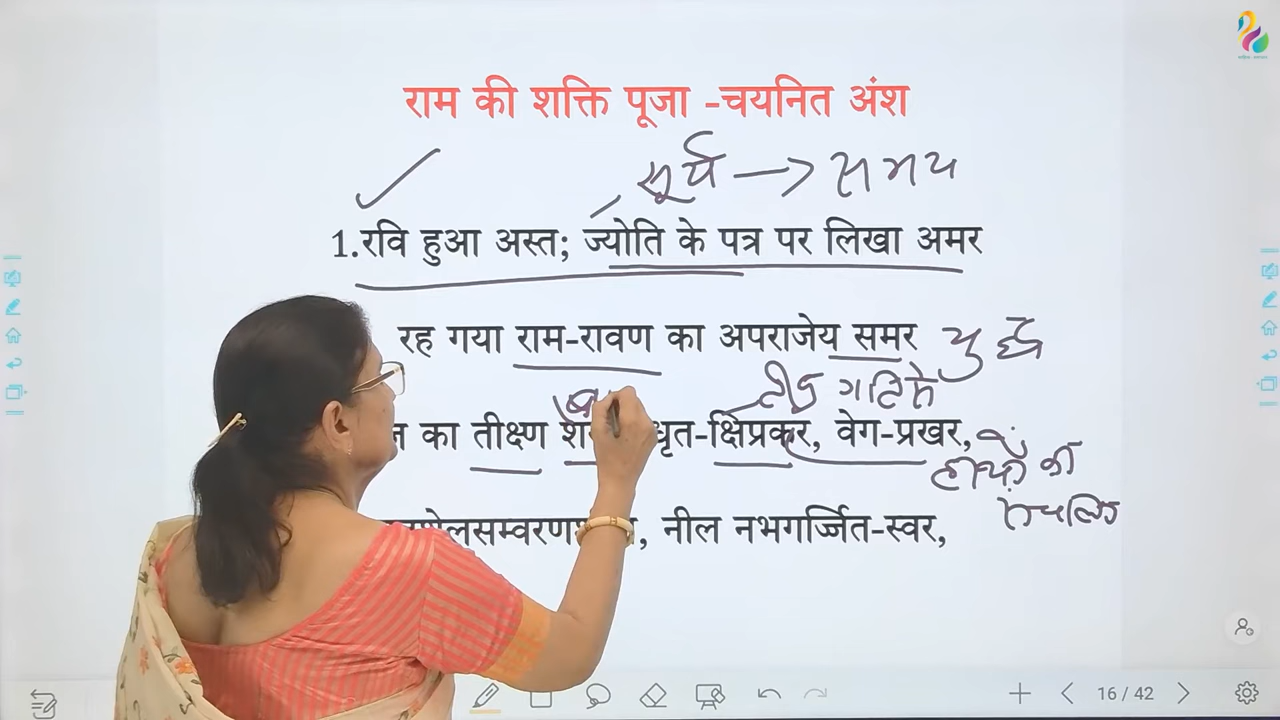 राम की शक्ति पूजा -चयनित अंश
सूर्य → समय
1.रवि हुआ अस्त; ज्योति के पत्र पर लिखा अमर
रह गया राम-रावण का अपराजेय समर युद्ध
तीव्र गति से
का तीक्ष्ण धृत-क्षिप्रकर, वेग-प्रखर,
हाथों का
नील नभगर्ज्जित-स्वर,
16 / 42